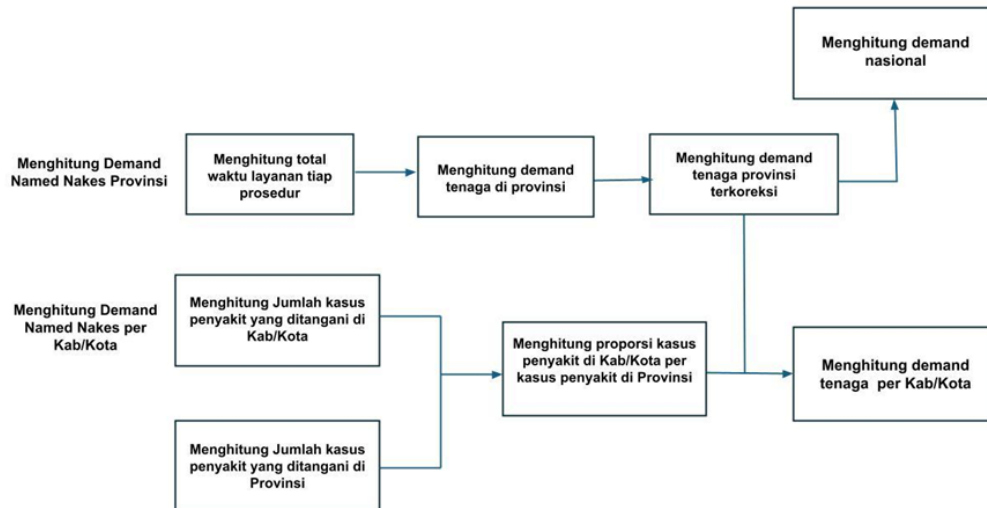 Menghitung demand
nasional
Menghitung Demand
Named Nakes Provinsi
Menghitung total
waktu layanan tiap
prosedur
Menghitung demand
tenaga di provinsi
Menghitung demand
tenaga provinsi
terkoreksi
Menghitung Demand
Named Nakes per
Kab/Kota
Menghitung Jumlah kasus
penyakit yang ditangani di
Kab/Kota
Menghitung proporsi kasus
penyakit di Kab/Kota per
kasus penyakit di Provinsi
Menghitung demand
tenaga per Kab/Kota
Menghitung Jumlah kasus
penyakit yang ditangani di
Provinsi